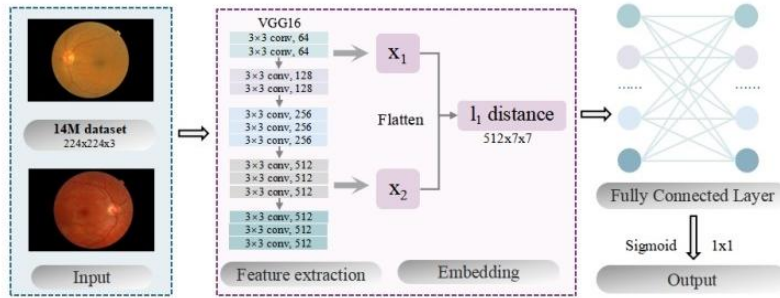 14M dataset
224x224x3
Input
VGG16
3×3 conv, 64
3×3 conv, 64
3×3 conv, 128
3×3 conv, 128
3×3 conv, 256
3×3 conv, 256
3×3 conv, 256
3×3 conv, 512
3×3 conv, 512
3×3 conv, 512
3×3 conv, 512
3×3 conv, 512
3×3 conv, 512
Feature extraction
X1
Flatten
X2
l1 distance
512x7x7
Embedding
......
......
Fully Connected Layer
Sigmoid 1x1
Output